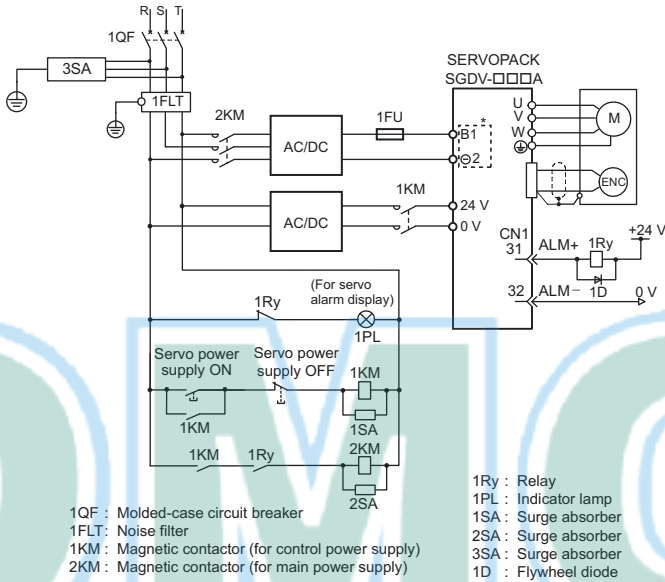 R S T
1QF
3SA
1FLT
2KM
AC/DC
1FU
SERVOPACK
SGDV-□□□A
B1
*
⊖2
U
V
W
M
ENC
1KM
AC/DC
24 V
0 V
CN1
31
ALM+
1Ry
+24 V
32
ALM−
1D
0 V
(For servo
alarm display)
1Ry
1PL
Servo power
supply ON
Servo power
supply OFF
1KM
1KM
1SA
1KM
1Ry
2KM
2SA
1QF : Molded-case circuit breaker
1FLT : Noise filter
1KM : Magnetic contactor (for control power supply)
2KM : Magnetic contactor (for main power supply)
1Ry : Relay
1PL : Indicator lamp
1SA : Surge absorber
2SA : Surge absorber
3SA : Surge absorber
1D : Flywheel diode